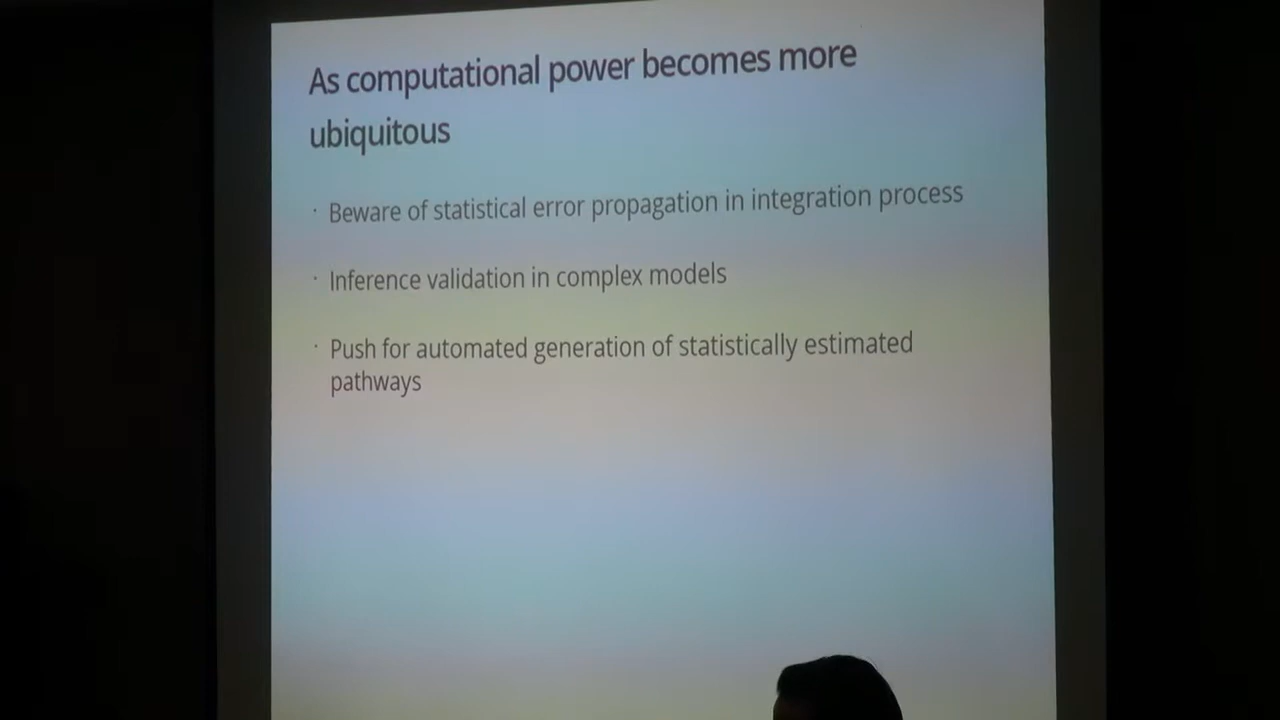 As computational power becomes more
ubiquitous
· Beware of statistical error propagation in integration process
· Inference validation in complex models
· Push for automated generation of statistically estimated
pathways